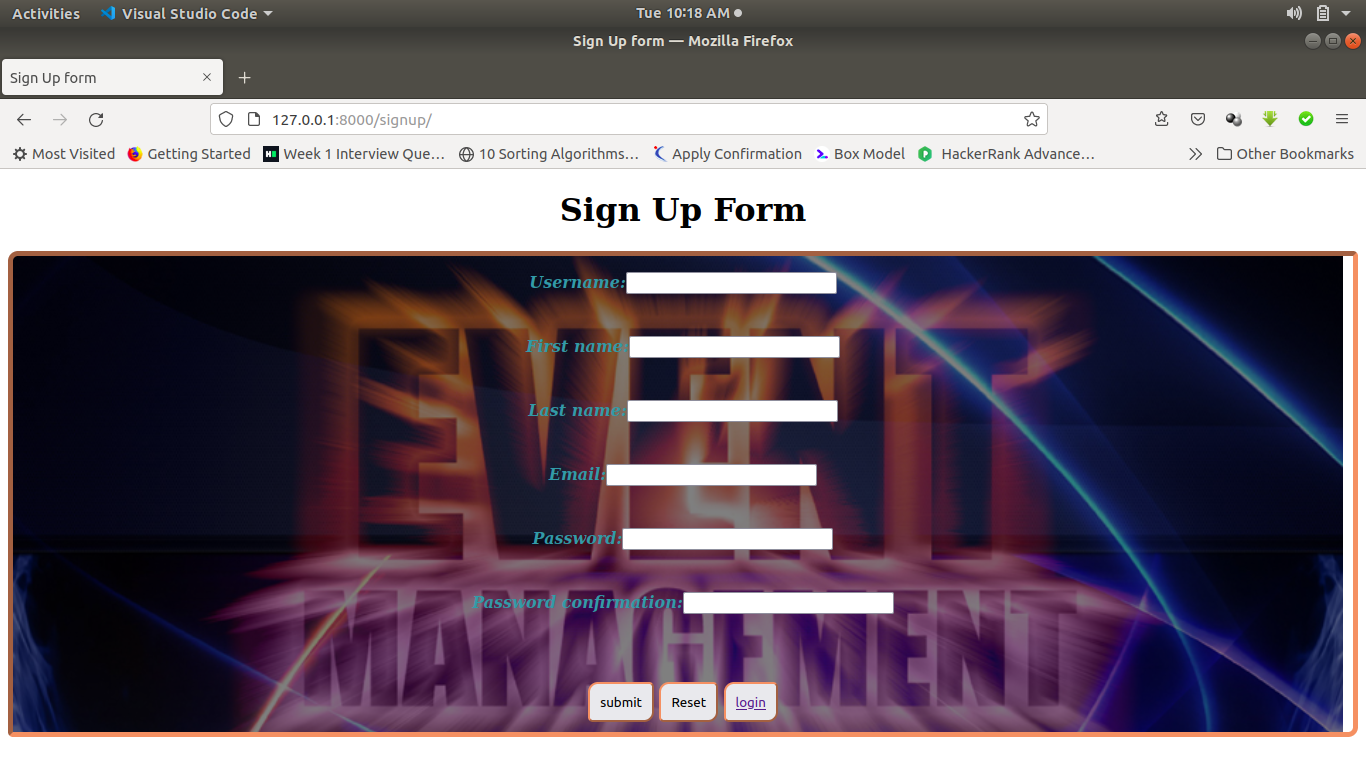 Activities Visual Studio Code Tue 10:18 AM
Sign Up form — Mozilla Firefox
Sign Up form
127.0.0.1:8000/signup/
Most Visited Getting Started Week 1 Interview Que… 10 Sorting Algorithms… Apply Confirmation Box Model HackerRank Advance… Other Bookmarks
Sign Up Form
Username:
First name:
Last name:
Email:
Password:
Password confirmation:
EVENT
MANAGEMENT
submit Reset login